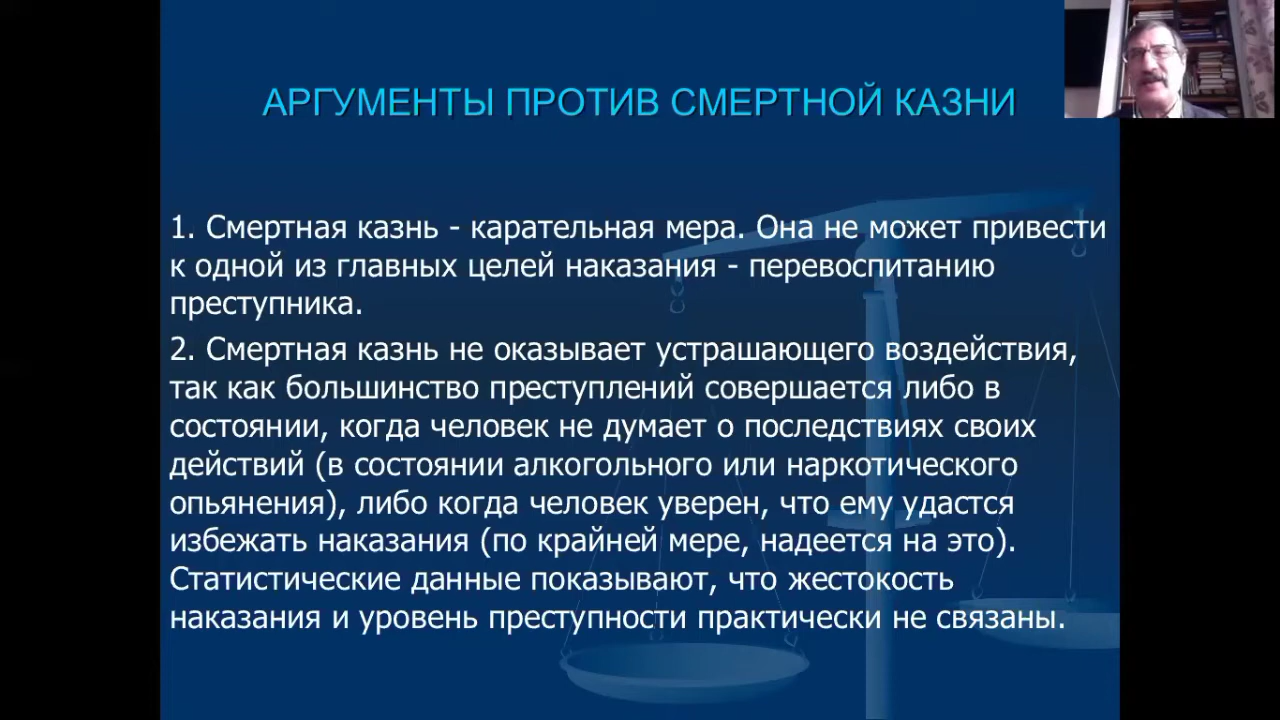 АРГУМЕНТЫ ПРОТИВ СМЕРТНОЙ КАЗНИ
1. Смертная казнь - карательная мера. Она не может привести
к одной из главных целей наказания - перевоспитанию
преступника.
2. Смертная казнь не оказывает устрашающего воздействия,
так как большинство преступлений совершается либо в
состоянии, когда человек не думает о последствиях своих
действий (в состоянии алкогольного или наркотического
опьянения), либо когда человек уверен, что ему удастся
избежать наказания (по крайней мере, надеется на это).
Статистические данные показывают, что жестокость
наказания и уровень преступности практически не связаны.